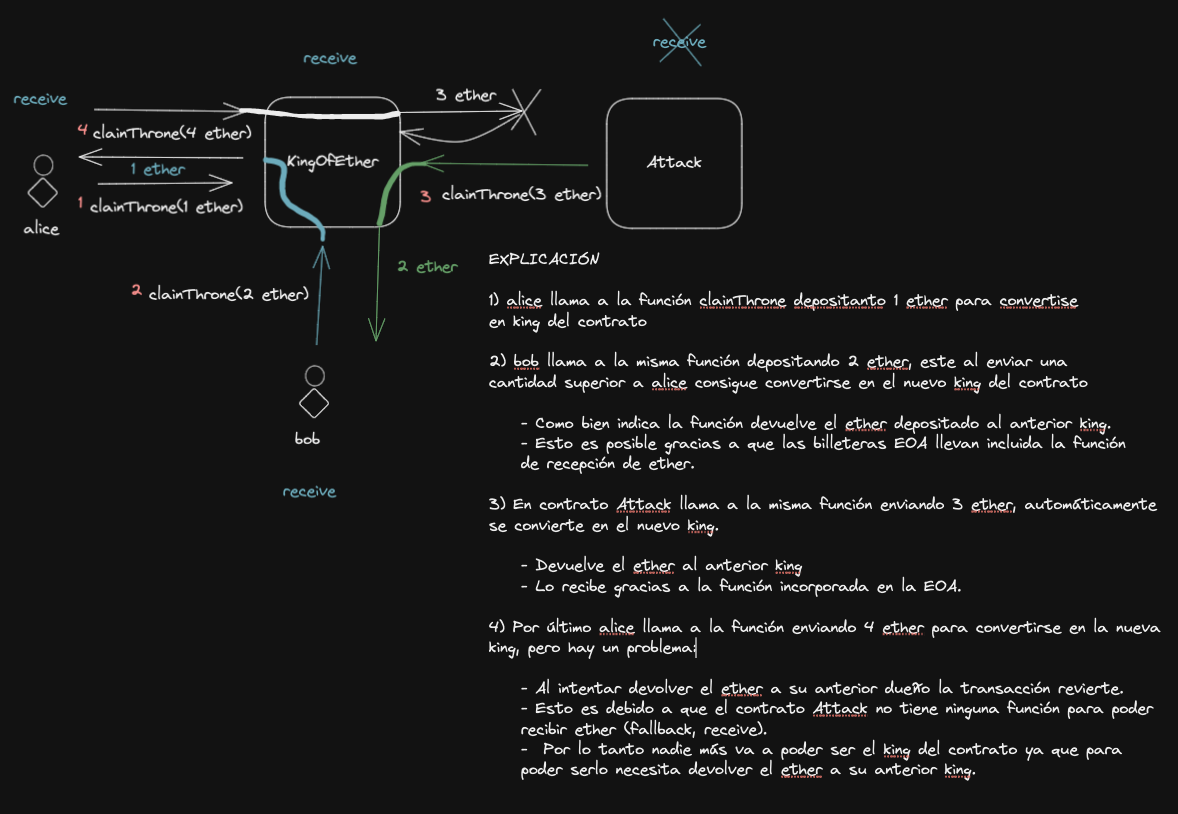 receive
receive
3 ether
receive
4 clainThrone(4 ether)
KingOfEther
Attack
1 ether
3 clainThrone(3 ether)
1 clainThrone(1 ether)
alice
2 ether
2 clainThrone(2 ether)
bob
receive
EXPLICACIÓN
1) alice llama a la función clainThrone depositanto 1 ether para convertise
en king del contrato
2) bob llama a la misma función depositando 2 ether, este al enviar una
cantidad superior a alice consigue convertirse en el nuevo king del contrato
- Como bien indica la función devuelve el ether depositado al anterior king.
- Esto es posible gracias a que las billeteras EOA llevan incluida la función
de recepción de ether.
3) En contrato Attack llama a la misma función enviando 3 ether, automáticamente
se convierte en el nuevo king.
- Devuelve el ether al anterior king
- Lo recibe gracias a la función incorporada en la EOA.
4) Por último alice llama a la función enviando 4 ether para convertirse en la nueva
king, pero hay un problema:
- Al intentar devolver el ether a su anterior dueño la transacción revierte.
- Esto es debido a que el contrato Attack no tiene ninguna función para poder
recibir ether (fallback, receive).
- Por lo tanto nadie más va a poder ser el king del contrato ya que para
poder serlo necesita devolver el ether a su anterior king.